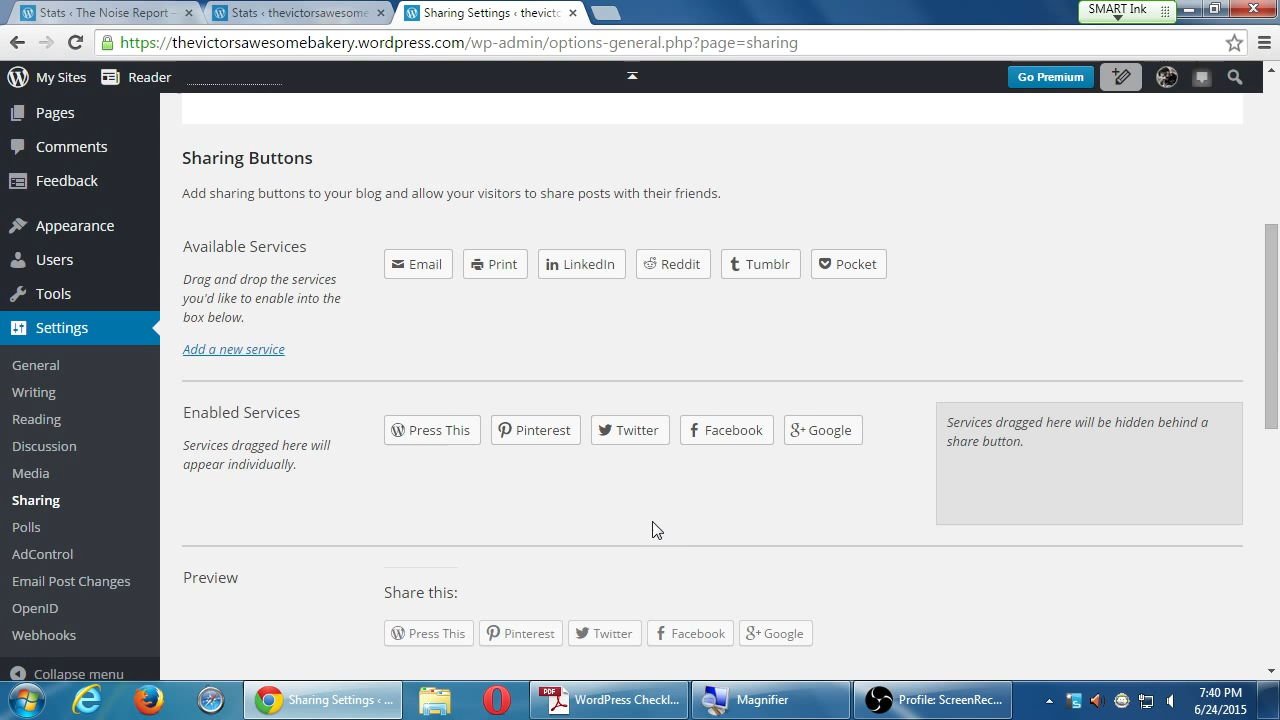 Stats ‹ The Noise Report —
Stats ‹ thevictorsawesome
Sharing Settings ‹ thevictc
SMART Ink
https://thevictorsawesomebakery.wordpress.com/wp-admin/options-general.php?page=sharing
My Sites
Reader
Go Premium
Pages
Comments
Feedback
Appearance
Users
Tools
Settings
General
Writing
Reading
Discussion
Media
Sharing
Polls
AdControl
Email Post Changes
OpenID
Webhooks
Collapse menu
Sharing Buttons
Add sharing buttons to your blog and allow your visitors to share posts with their friends.
Available Services
Drag and drop the services
you'd like to enable into the
box below.
Add a new service
Email
Print
LinkedIn
Reddit
Tumblr
Pocket
Enabled Services
Services dragged here will
appear individually.
Press This
Pinterest
Twitter
Facebook
Google
Services dragged here will be hidden behind a
share button.
Preview
Share this:
Press This
Pinterest
Twitter
Facebook
Google
Sharing Settings ‹ ...
PDF
WordPress Checkl...
Magnifier
Profile: ScreenRec...
7:40 PM
6/24/2015